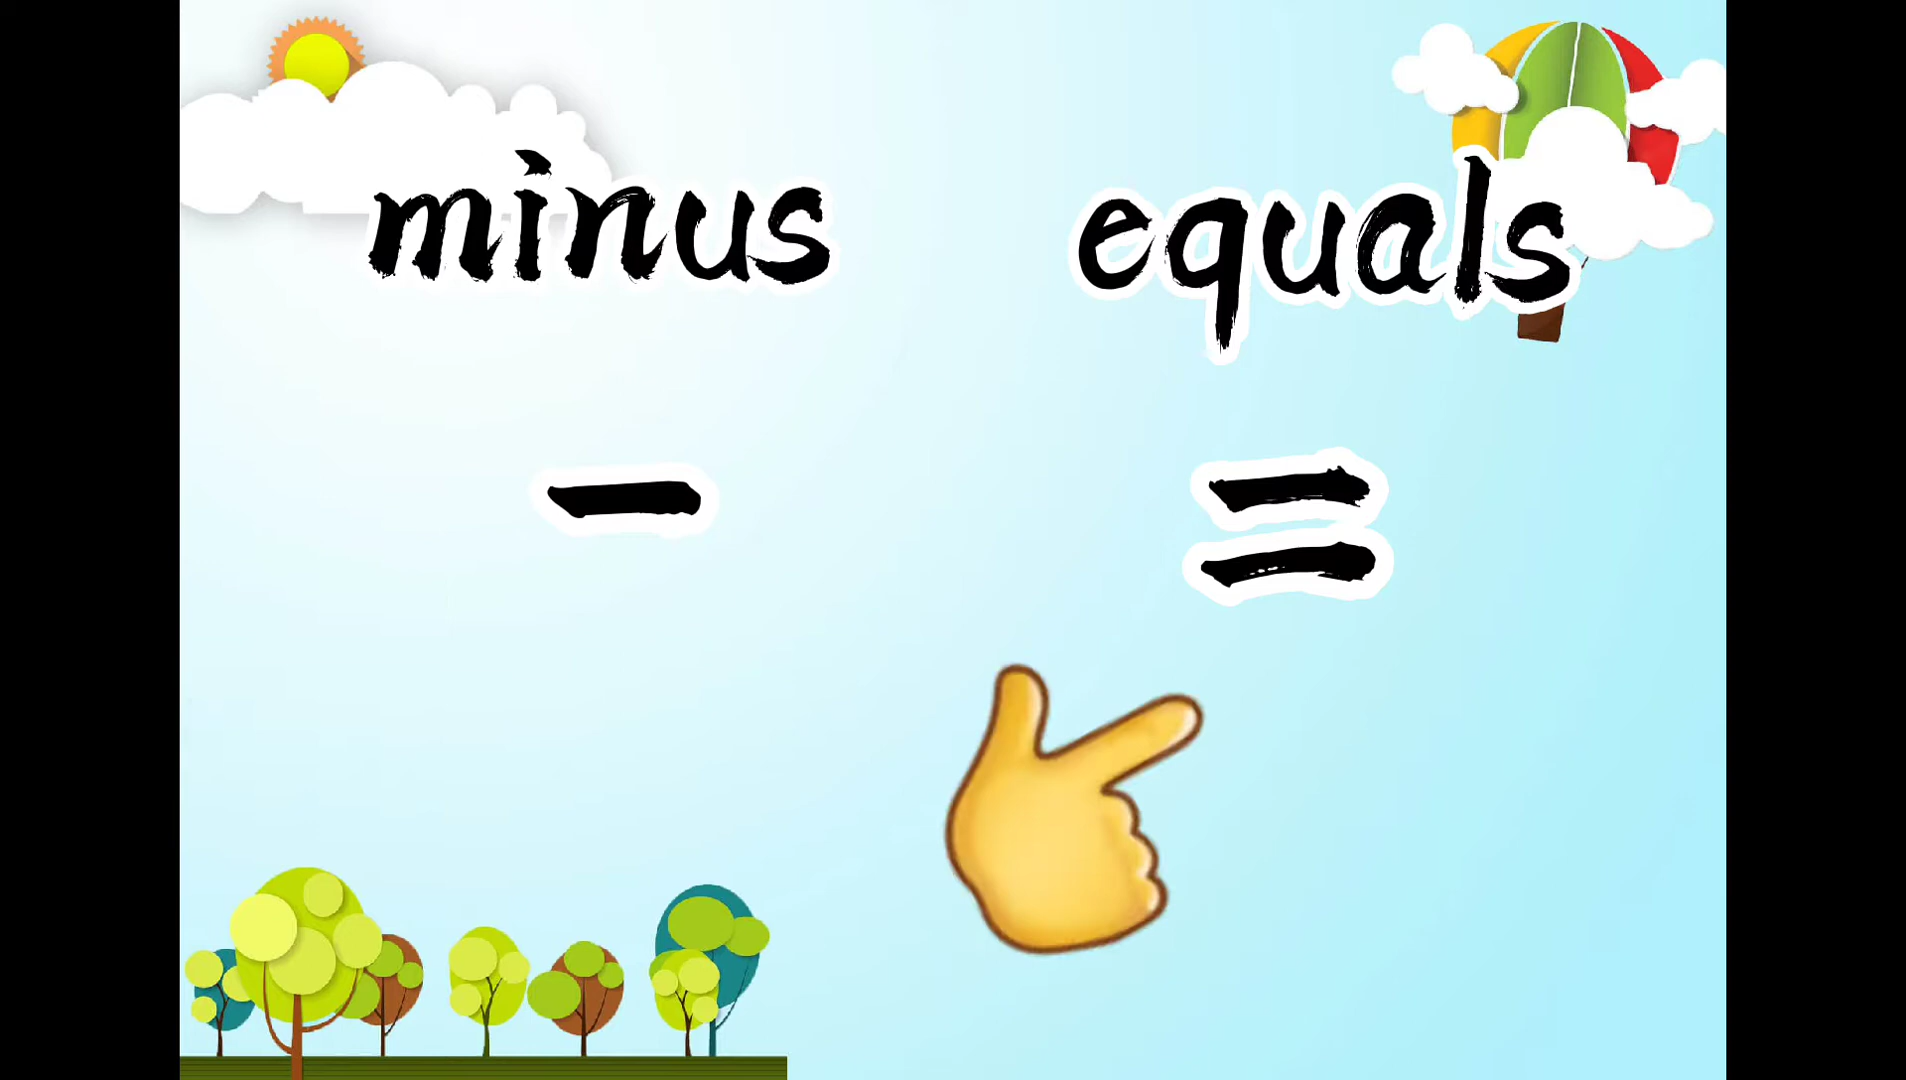 minus equals
- =